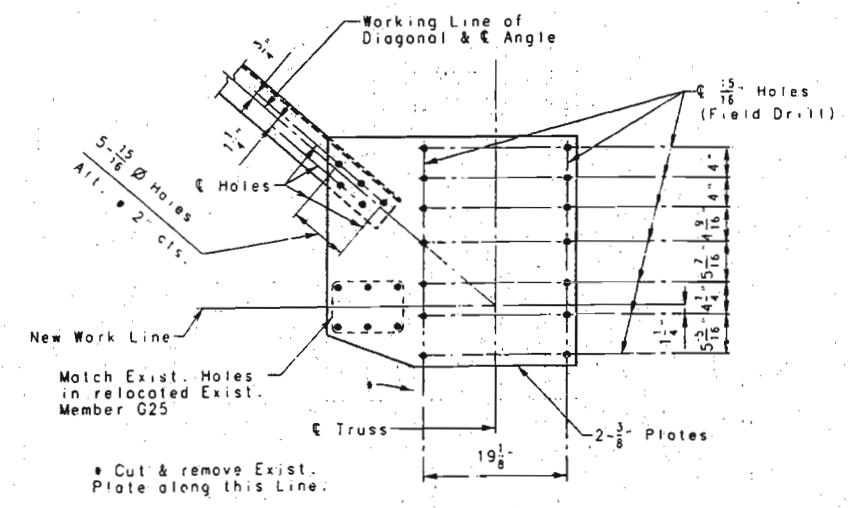 Working Line of
Diagonal & ℄ Angle
3/4"
1 1/4"
℄ 15/16" Holes
(Field Drill)
5-15/16 Ø Holes
Alt. @ 2" cts.
℄ Holes
4"
4"
4 9/16"
5 7/16"
4 1/4"
1 1/4"
5 5/16"
New Work Line
Match Exist. Holes
in relocated Exist.
Member G25
*
℄ Truss
2-3/8" Plates
19 1/8"
* Cut & remove Exist.
Plate along this Line.